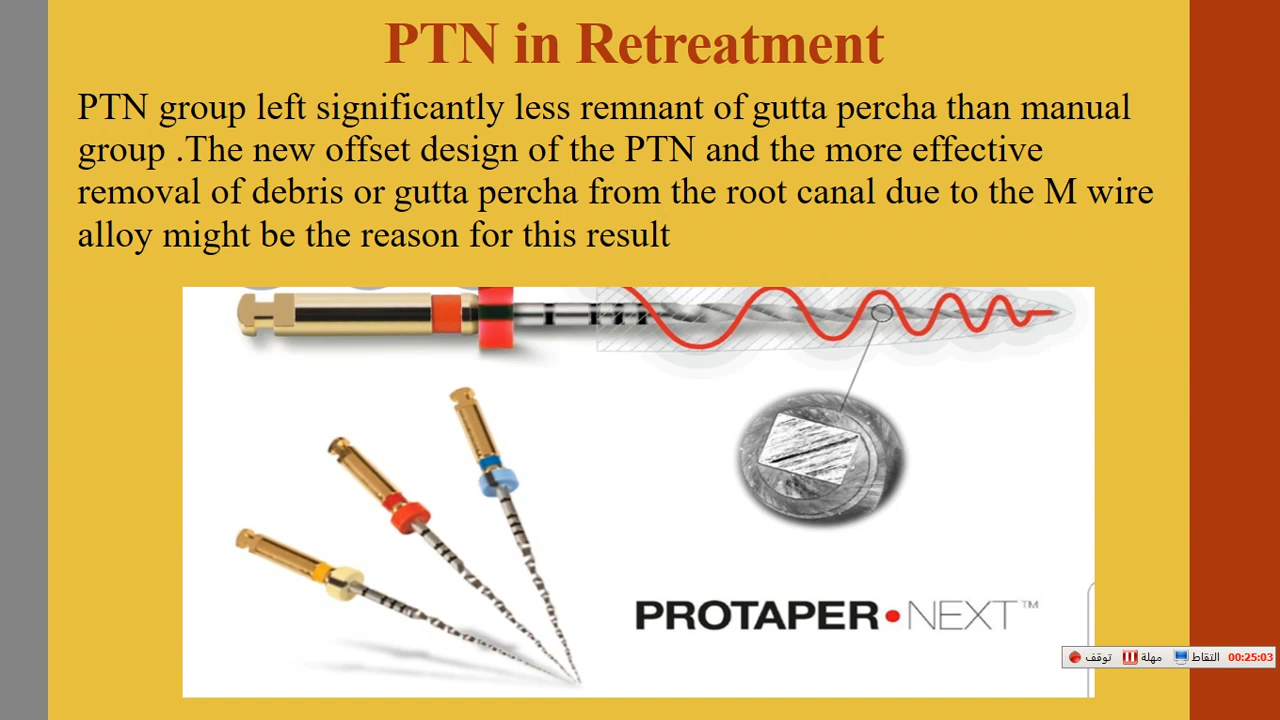 PTN in Retreatment
PTN group left significantly less remnant of gutta percha than manual
group .The new offset design of the PTN and the more effective
removal of debris or gutta percha from the root canal due to the M wire
alloy might be the reason for this result
PROTAPER•NEXT™
توقف مهلة التقاط 00:25:03